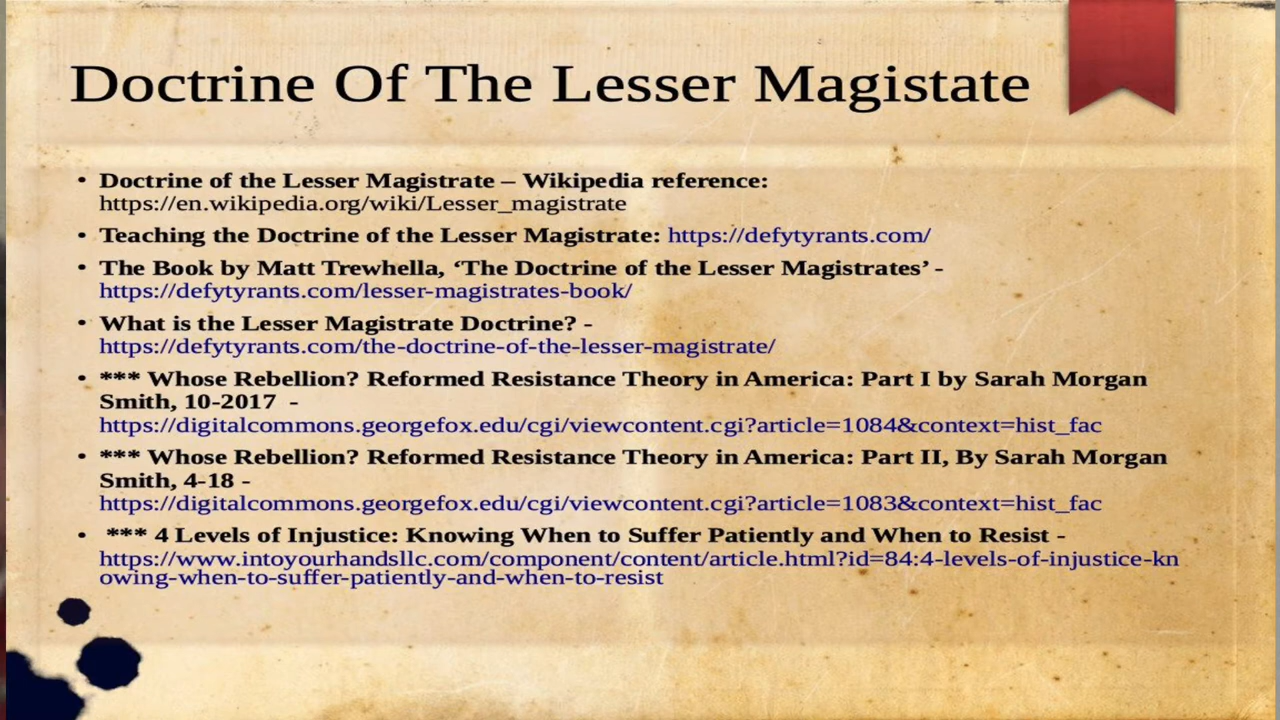 Doctrine Of The Lesser Magistate
• Doctrine of the Lesser Magistrate – Wikipedia reference:
https://en.wikipedia.org/wiki/Lesser_magistrate
• Teaching the Doctrine of the Lesser Magistrate: https://defytyrants.com/
• The Book by Matt Trewhella, ‘The Doctrine of the Lesser Magistrates’ -
https://defytyrants.com/lesser-magistrates-book/
• What is the Lesser Magistrate Doctrine? -
https://defytyrants.com/the-doctrine-of-the-lesser-magistrate/
• *** Whose Rebellion? Reformed Resistance Theory in America: Part I by Sarah Morgan
Smith, 10-2017 -
https://digitalcommons.georgefox.edu/cgi/viewcontent.cgi?article=1084&context=hist_fac
• *** Whose Rebellion? Reformed Resistance Theory in America: Part II, By Sarah Morgan
Smith, 4-18 -
https://digitalcommons.georgefox.edu/cgi/viewcontent.cgi?article=1083&context=hist_fac
• *** 4 Levels of Injustice: Knowing When to Suffer Patiently and When to Resist -
https://www.intoyourhandsllc.com/component/content/article.html?id=84:4-levels-of-injustice-kn
owing-when-to-suffer-patiently-and-when-to-resist